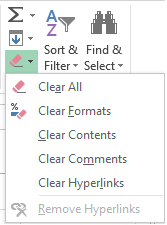 Sort & Find &
Filter Select
Clear All
Clear Formats
Clear Contents
Clear Comments
Clear Hyperlinks
Remove Hyperlinks